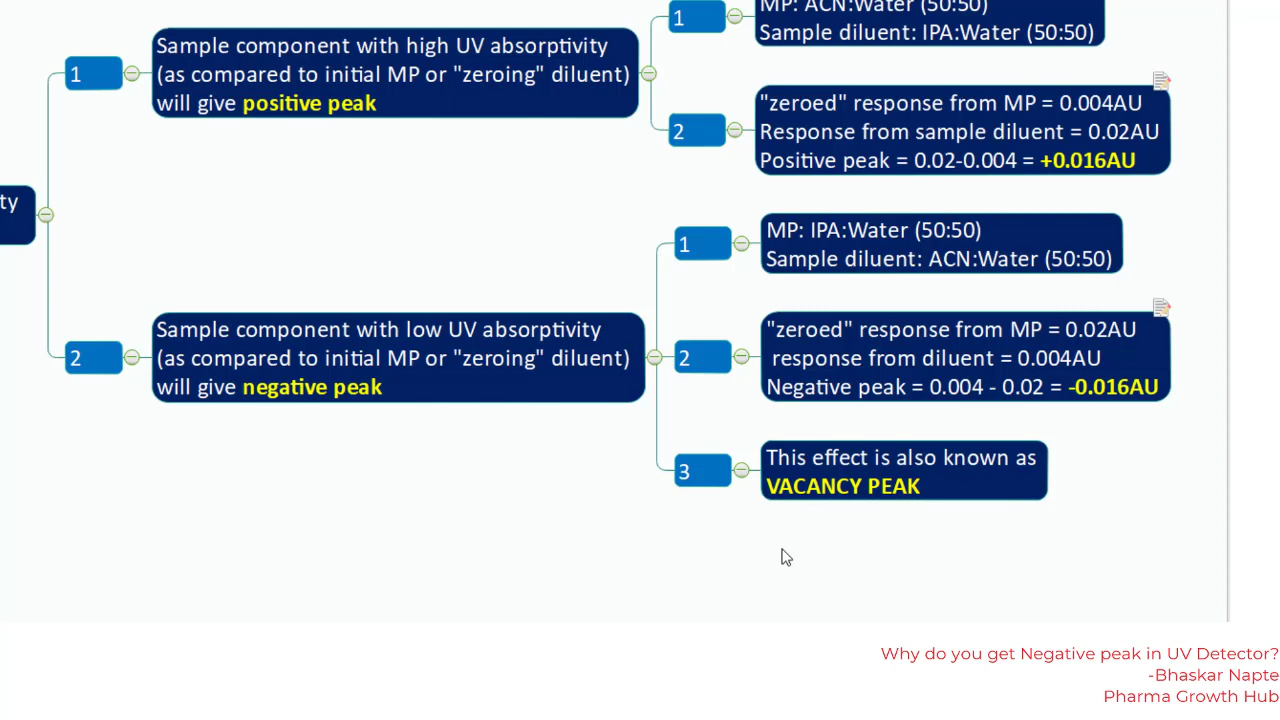 ty
1
Sample component with high UV absorptivity
(as compared to initial MP or "zeroing" diluent)
will give positive peak
1
MP: ACN:Water (50:50)
Sample diluent: IPA:Water (50:50)
2
"zeroed" response from MP = 0.004AU
Response from sample diluent = 0.02AU
Positive peak = 0.02-0.004 = +0.016AU
2
Sample component with low UV absorptivity
(as compared to initial MP or "zeroing" diluent)
will give negative peak
1
MP: IPA:Water (50:50)
Sample diluent: ACN:Water (50:50)
2
"zeroed" response from MP = 0.02AU
response from diluent = 0.004AU
Negative peak = 0.004 - 0.02 = -0.016AU
3
This effect is also known as
VACANCY PEAK
Why do you get Negative peak in UV Detector?
-Bhaskar Napte
Pharma Growth Hub